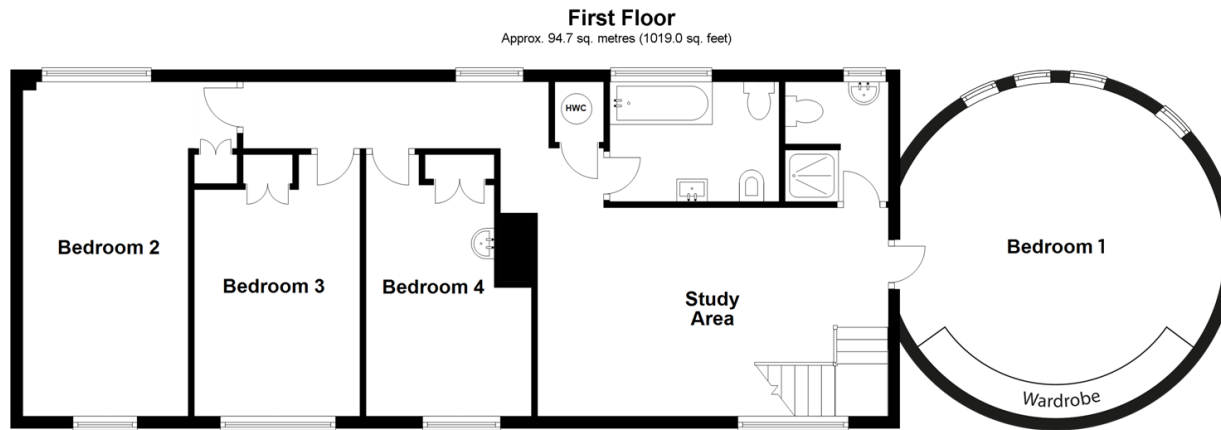 First Floor
Approx. 94.7 sq. metres (1019.0 sq. feet)
HWC
Bedroom 2
Bedroom 3
Bedroom 4
Study
Area
Bedroom 1
Wardrobe